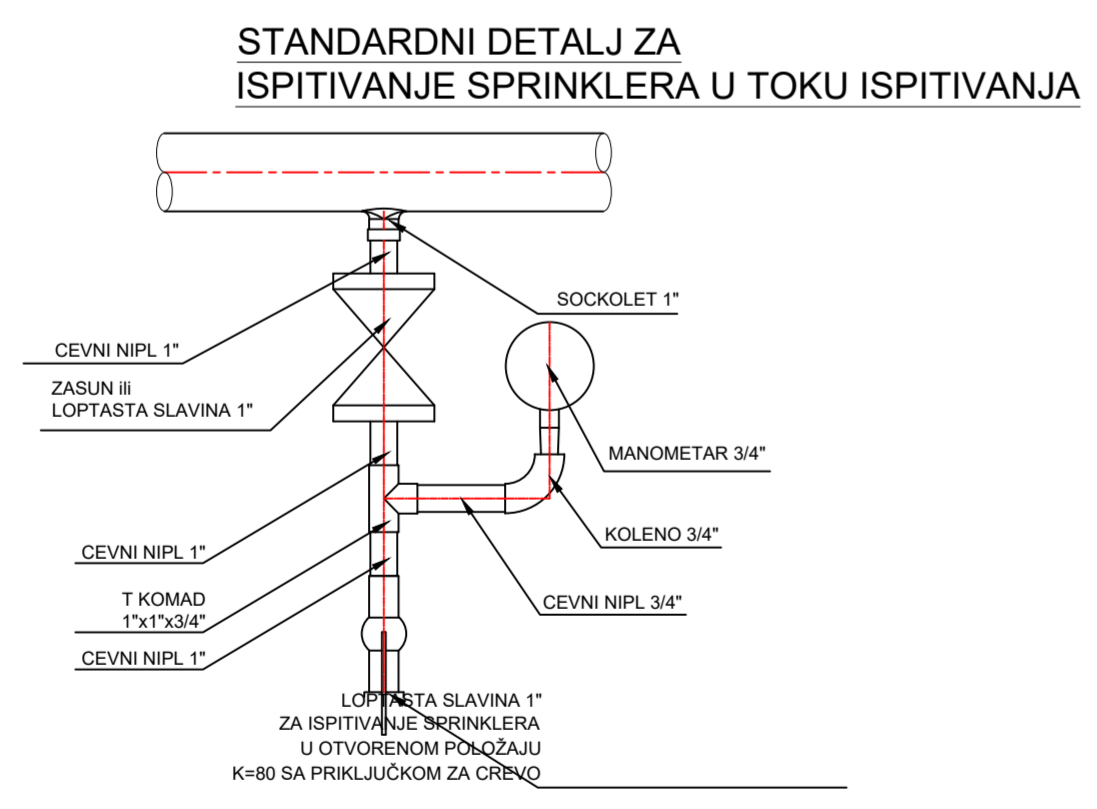 STANDARDNI DETALJ ZA
ISPITIVANJE SPRINKLERA U TOKU ISPITIVANJA
SOCKOLET 1"
CEVNI NIPL 1"
ZASUN ili
LOPTASTA SLAVINA 1"
MANOMETAR 3/4"
KOLENO 3/4"
CEVNI NIPL 1"
T KOMAD
1"x1"x3/4"
CEVNI NIPL 3/4"
CEVNI NIPL 1"
LOPTASTA SLAVINA 1"
ZA ISPITIVANJE SPRINKLERA
U OTVORENOM POLOŽAJU
K=80 SA PRIKLJUČKOM ZA CREVO